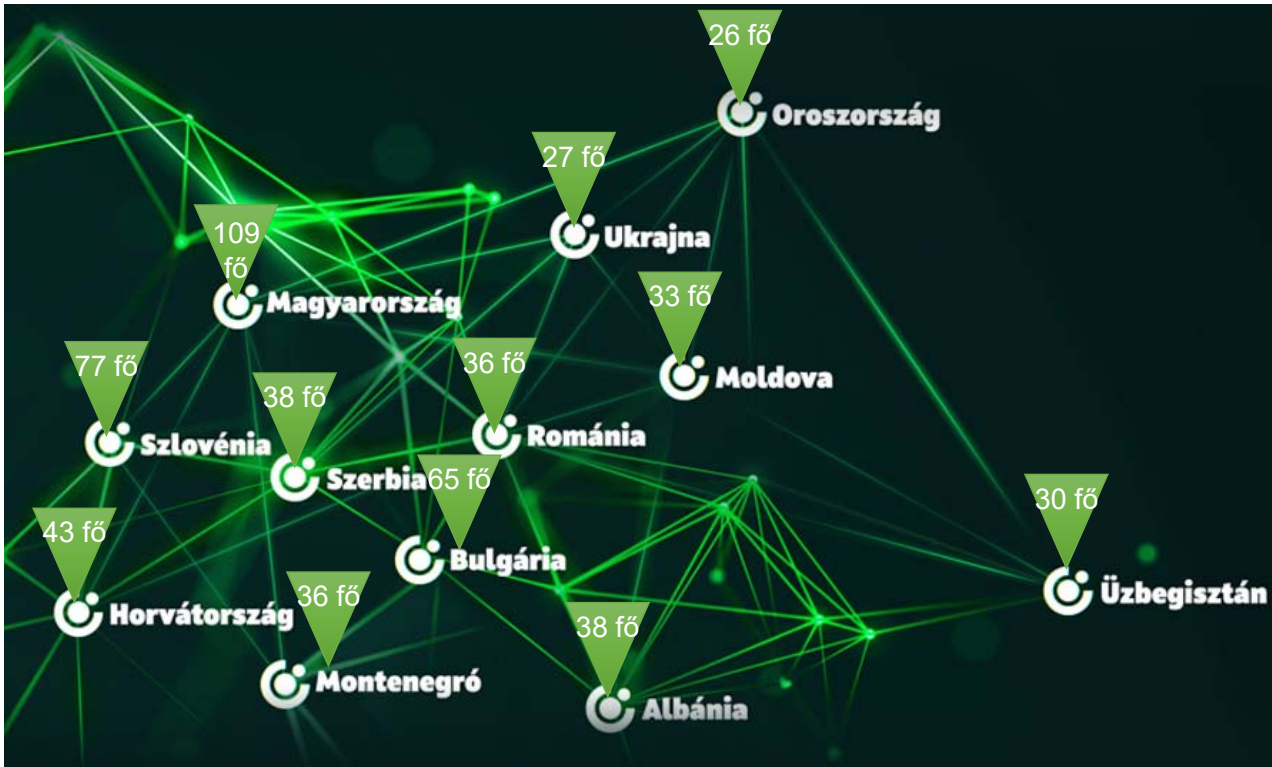 26 fő
Oroszország
27 fő
Ukrajna
109
fő
Magyarország
33 fő
Moldova
77 fő
Szlovénia
38 fő
Szerbia
36 fő
Románia
65 fő
Bulgária
30 fő
Üzbegisztán
43 fő
Horvátország
36 fő
Montenegró
38 fő
Albánia